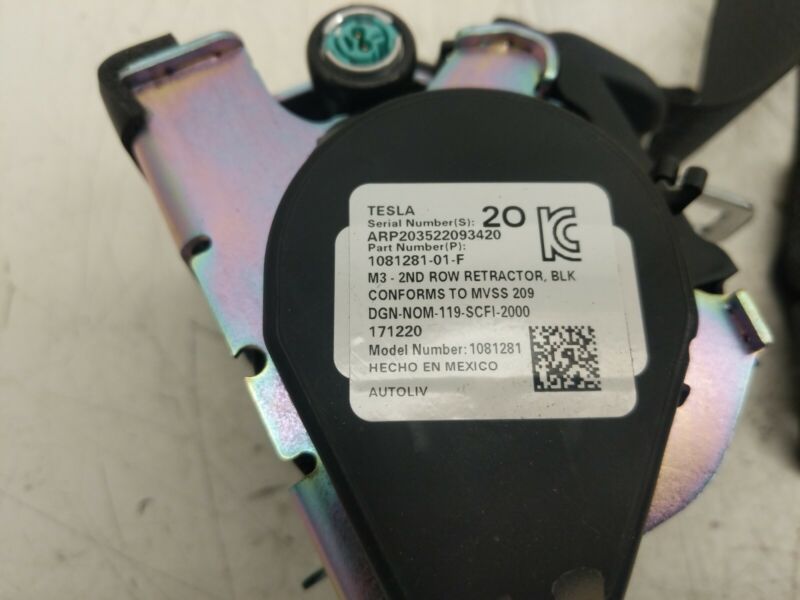 TESLA
Serial Number(S): 20
ARP203522093420
Part Number(P):
1081281-01-F
M3 - 2ND ROW RETRACTOR, BLK
CONFORMS TO MVSS 209
DGN-NOM-119-SCFI-2000
171220
Model Number: 1081281
HECHO EN MEXICO
AUTOLIV
KC